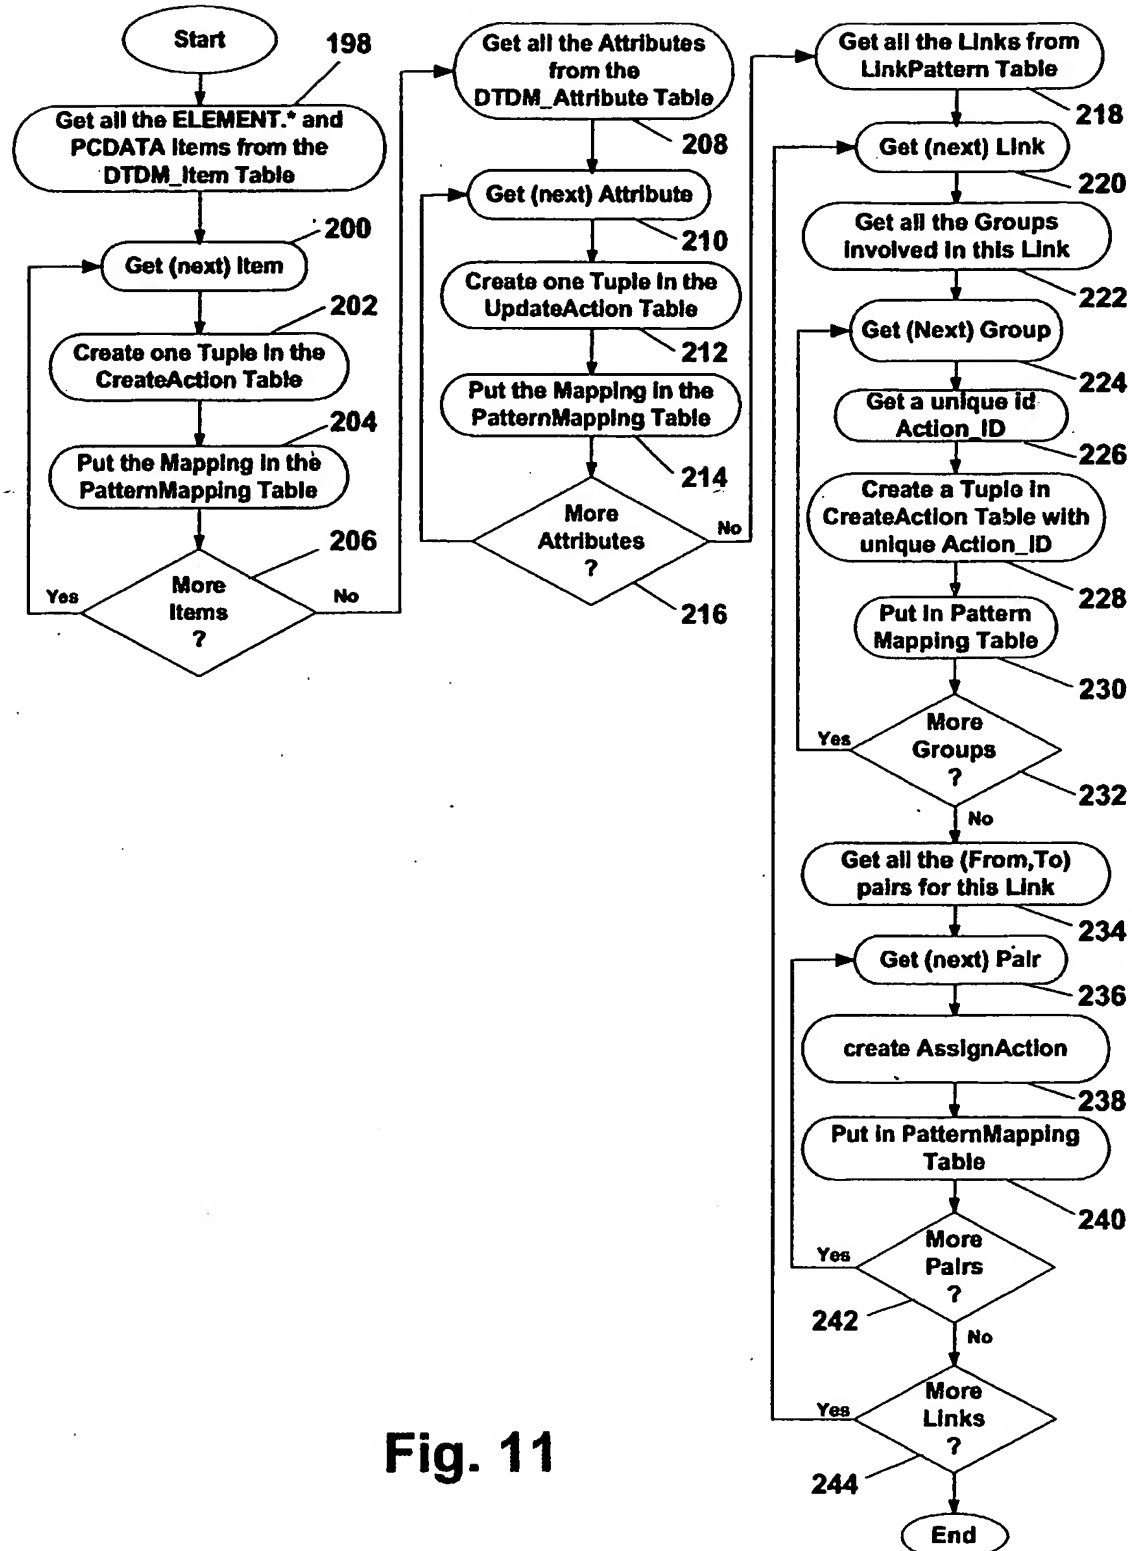 Start
198
Get all the ELEMENT.* and
PCDATA Items from the
DTDM_Item Table
200
Get (next) Item
202
Create one Tuple in the
CreateAction Table
204
Put the Mapping in the
PatternMapping Table
206
More
Items
?
Yes
No
Get all the Attributes
from the
DTDM_Attribute Table
208
Get (next) Attribute
210
Create one Tuple in the
UpdateAction Table
212
Put the Mapping in the
PatternMapping Table
214
More
Attributes
?
No
216
Get all the Links from
LinkPattern Table
218
Get (next) Link
220
Get all the Groups
involved in this Link
222
Get (Next) Group
224
Get a unique id
Action_ID
226
Create a Tuple in
CreateAction Table with
unique Action_ID
228
Put in Pattern
Mapping Table
230
More
Groups
?
Yes
232
No
Get all the (From,To)
pairs for this Link
234
Get (next) Pair
236
create AssignAction
238
Put in PatternMapping
Table
240
More
Pairs
?
Yes
242
No
More
Links
?
Yes
244
End
Fig. 11